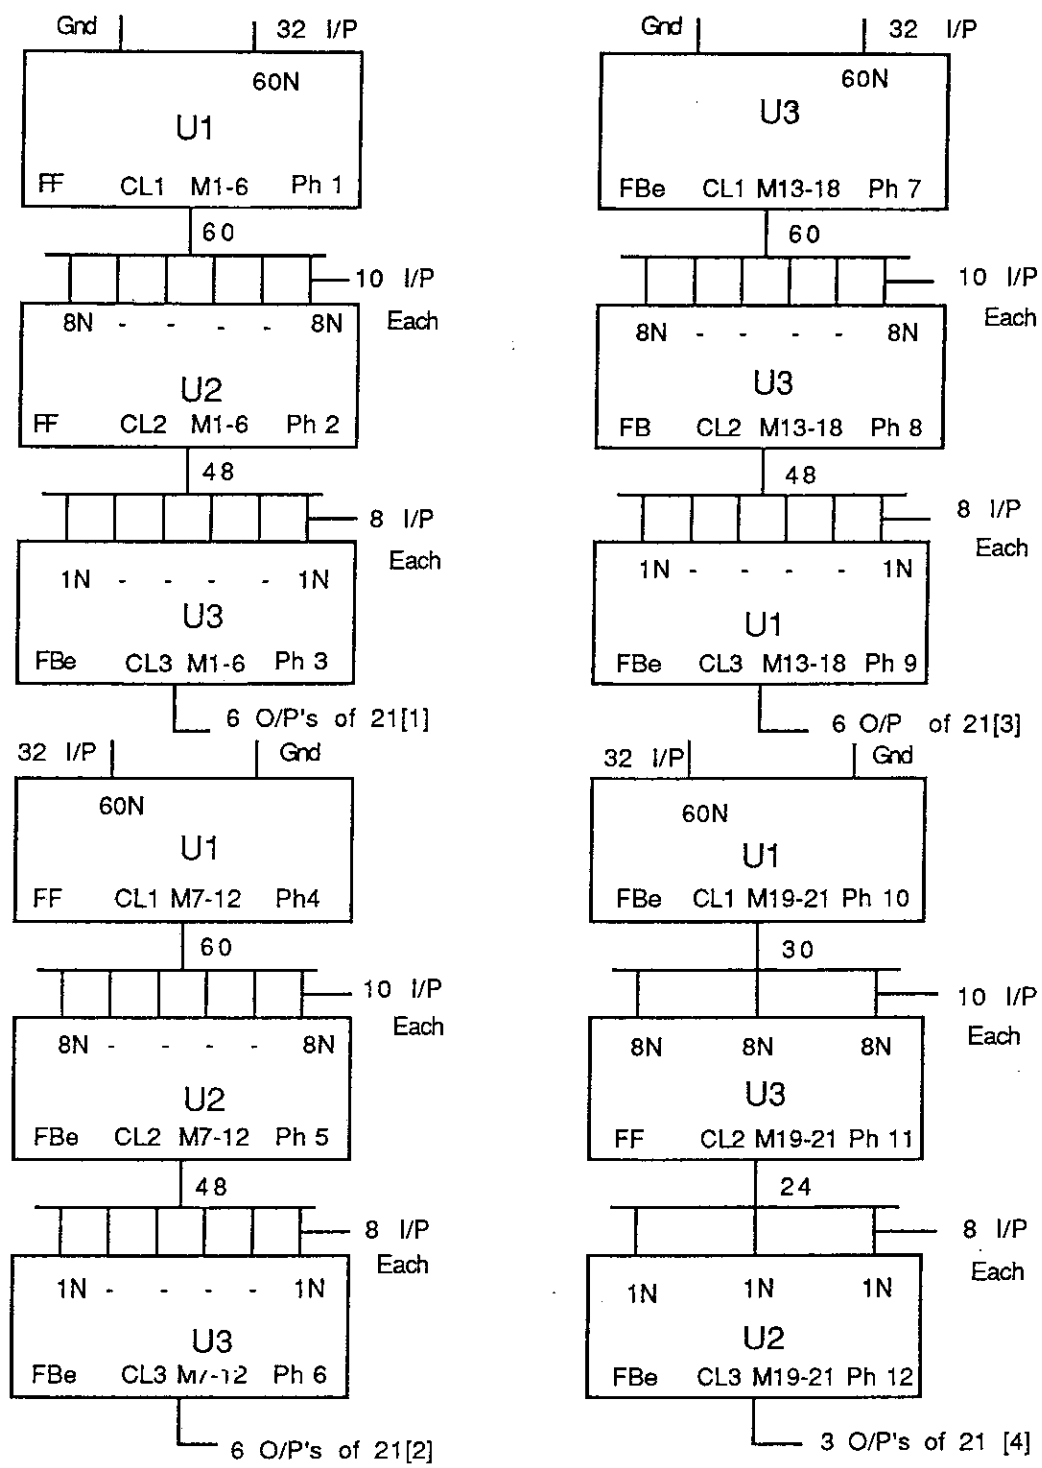 Gnd 32 I/P
60N
U1
FF CL1 M1-6 Ph 1
60
10 I/P
Each
8N - - - - 8N
U2
FF CL2 M1-6 Ph 2
48
8 I/P
Each
1N - - - - 1N
U3
FBe CL3 M1-6 Ph 3
6 O/P's of 21[1]
32 I/P Gnd
60N
U1
FF CL1 M7-12 Ph4
60
10 I/P
Each
8N - - - - 8N
U2
FBe CL2 M7-12 Ph 5
48
8 I/P
Each
1N - - - - 1N
U3
FBe CL3 M7-12 Ph 6
6 O/P's of 21[2]
Gnd 32 I/P
60N
U3
FBe CL1 M13-18 Ph 7
60
10 I/P
Each
8N - - - - 8N
U3
FB CL2 M13-18 Ph 8
48
8 I/P
Each
1N - - - - 1N
U1
FBe CL3 M13-18 Ph 9
6 O/P of 21[3]
32 I/P Gnd
60N
U1
FBe CL1 M19-21 Ph 10
30
10 I/P
Each
8N 8N 8N
U3
FF CL2 M19-21 Ph 11
24
8 I/P
Each
1N 1N 1N
U2
FBe CL3 M19-21 Ph 12
3 O/P's of 21 [4]